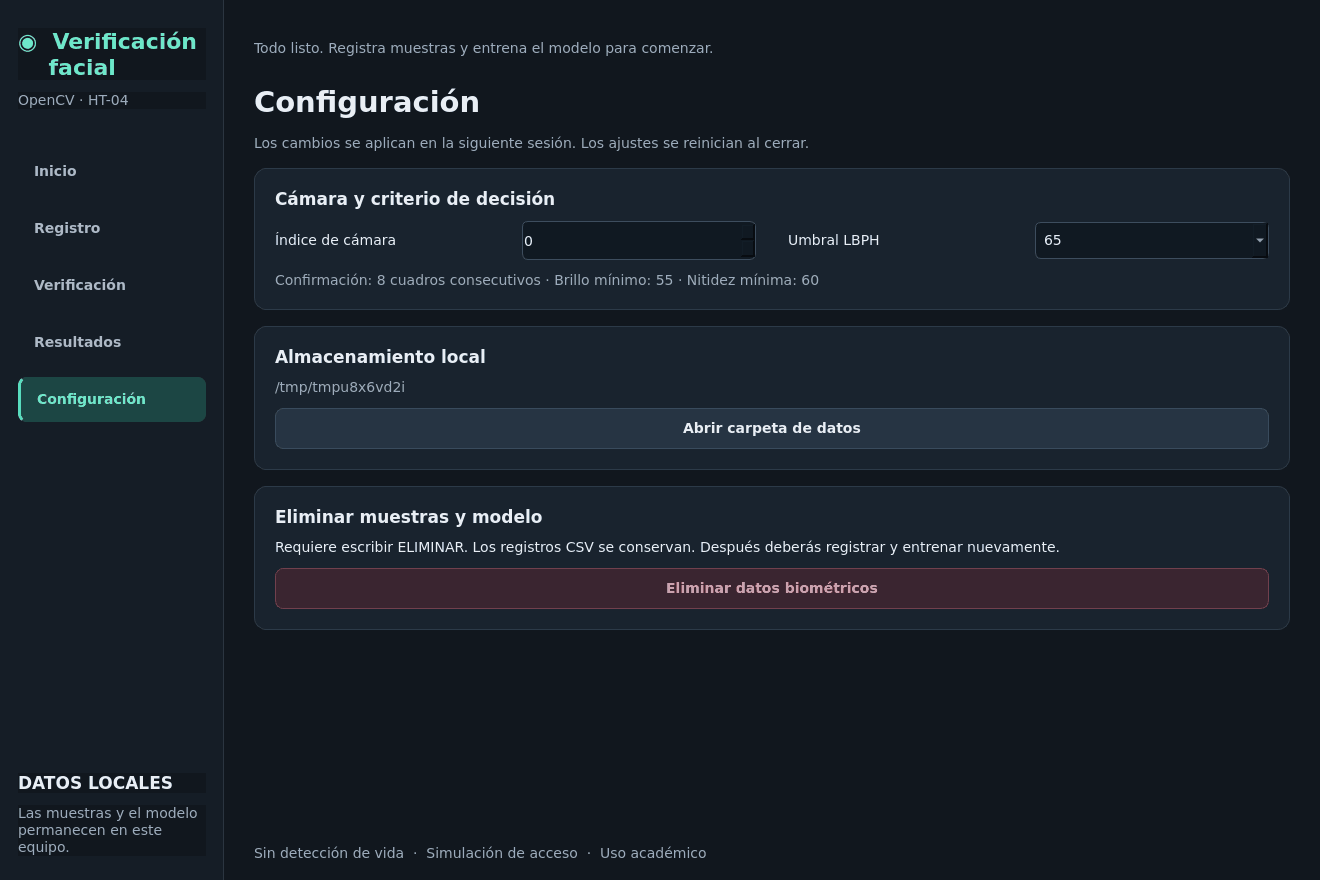 ◉ Verificación
facial
OpenCV · HT-04
Inicio
Registro
Verificación
Resultados
Configuración
DATOS LOCALES
Las muestras y el modelo
permanecen en este
equipo.
Todo listo. Registra muestras y entrena el modelo para comenzar.
Configuración
Los cambios se aplican en la siguiente sesión. Los ajustes se reinician al cerrar.
Cámara y criterio de decisión
Índice de cámara 0 Umbral LBPH 65
Confirmación: 8 cuadros consecutivos · Brillo mínimo: 55 · Nitidez mínima: 60
Almacenamiento local
/tmp/tmpu8x6vd2i
Abrir carpeta de datos
Eliminar muestras y modelo
Requiere escribir ELIMINAR. Los registros CSV se conservan. Después deberás registrar y entrenar nuevamente.
Eliminar datos biométricos
Sin detección de vida · Simulación de acceso · Uso académico